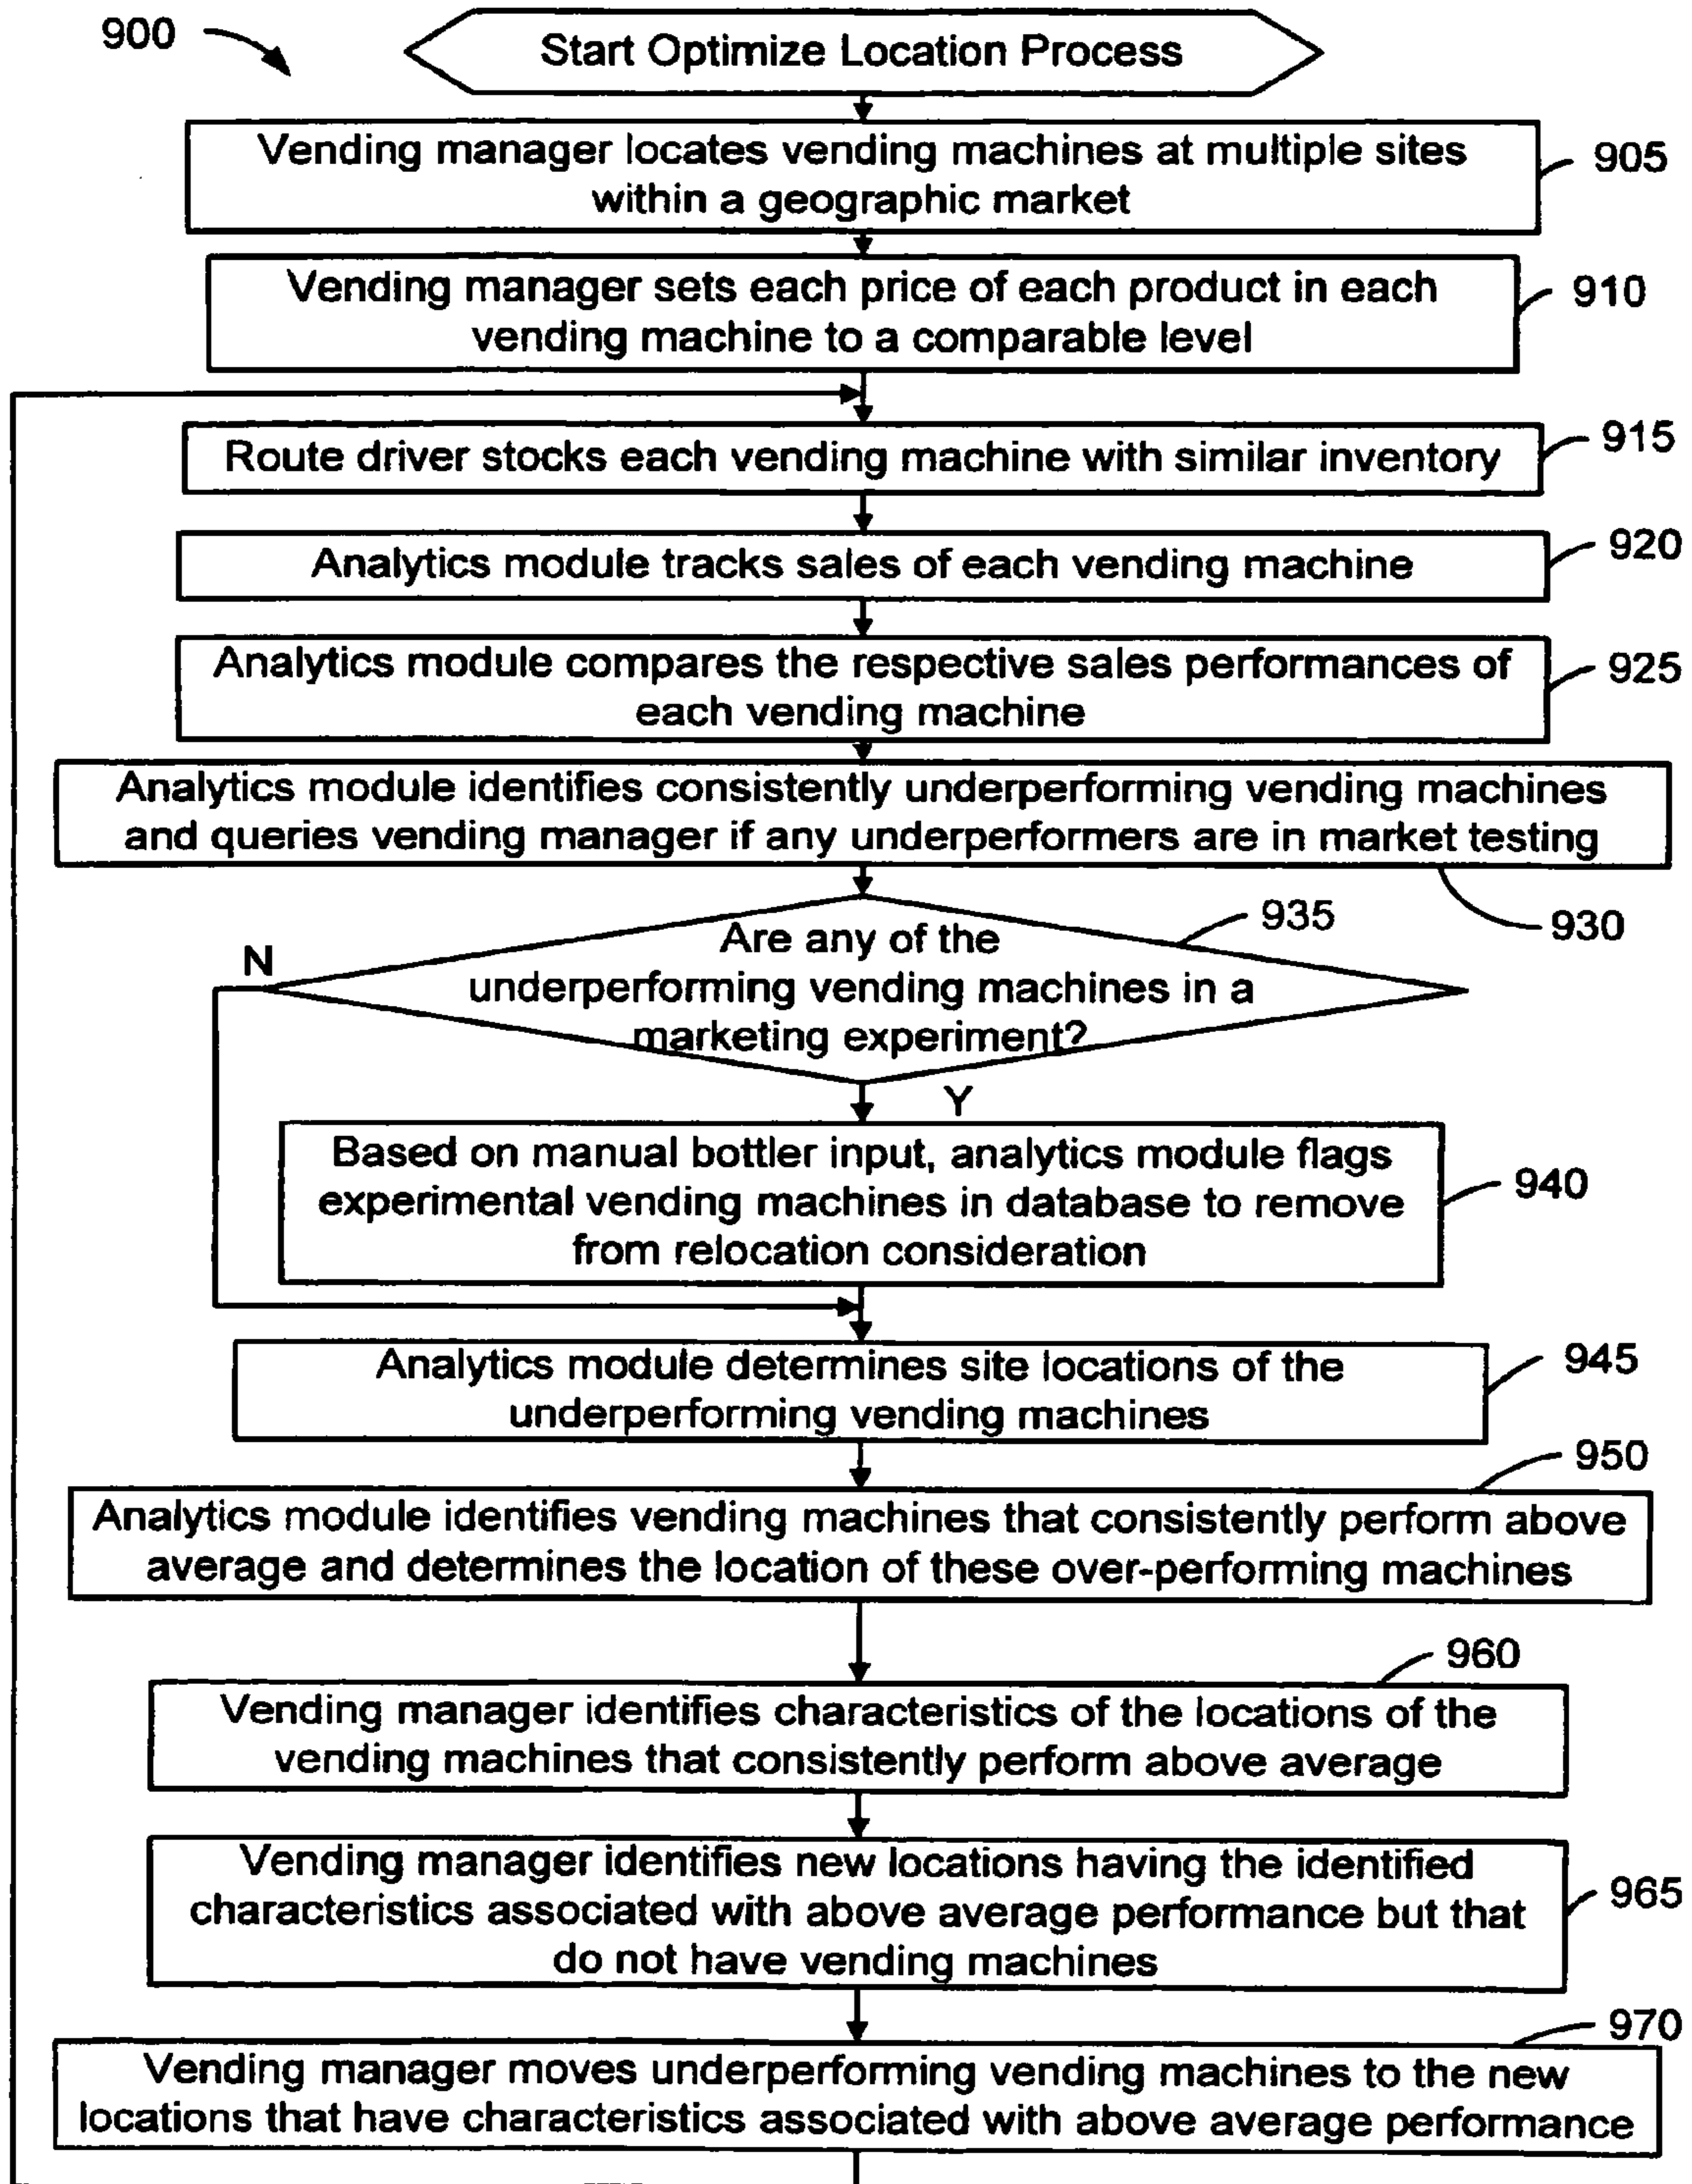 900
Start Optimize Location Process
Vending manager locates vending machines at multiple sites
within a geographic market
905
Vending manager sets each price of each product in each
vending machine to a comparable level
910
Route driver stocks each vending machine with similar inventory
915
Analytics module tracks sales of each vending machine
920
Analytics module compares the respective sales performances of
each vending machine
925
Analytics module identifies consistently underperforming vending machines
and queries vending manager if any underperformers are in market testing
930
Are any of the
underperforming vending machines in a
marketing experiment?
935
N
Y
Based on manual bottler input, analytics module flags
experimental vending machines in database to remove
from relocation consideration
940
Analytics module determines site locations of the
underperforming vending machines
945
Analytics module identifies vending machines that consistently perform above
average and determines the location of these over-performing machines
950
Vending manager identifies characteristics of the locations of the
vending machines that consistently perform above average
960
Vending manager identifies new locations having the identified
characteristics associated with above average performance but that
do not have vending machines
965
Vending manager moves underperforming vending machines to the new
locations that have characteristics associated with above average performance
970